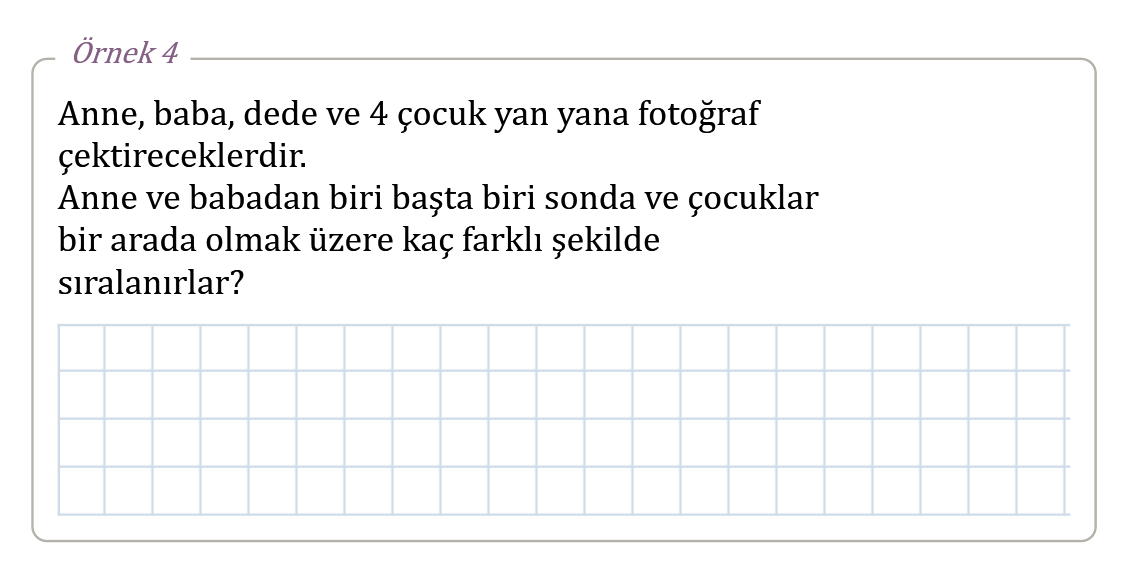 Örnek 4
Anne, baba, dede ve 4 çocuk yan yana fotoğraf
çektireceklerdir.
Anne ve babadan biri başta biri sonda ve çocuklar
bir arada olmak üzere kaç farklı şekilde
sıralanırlar?